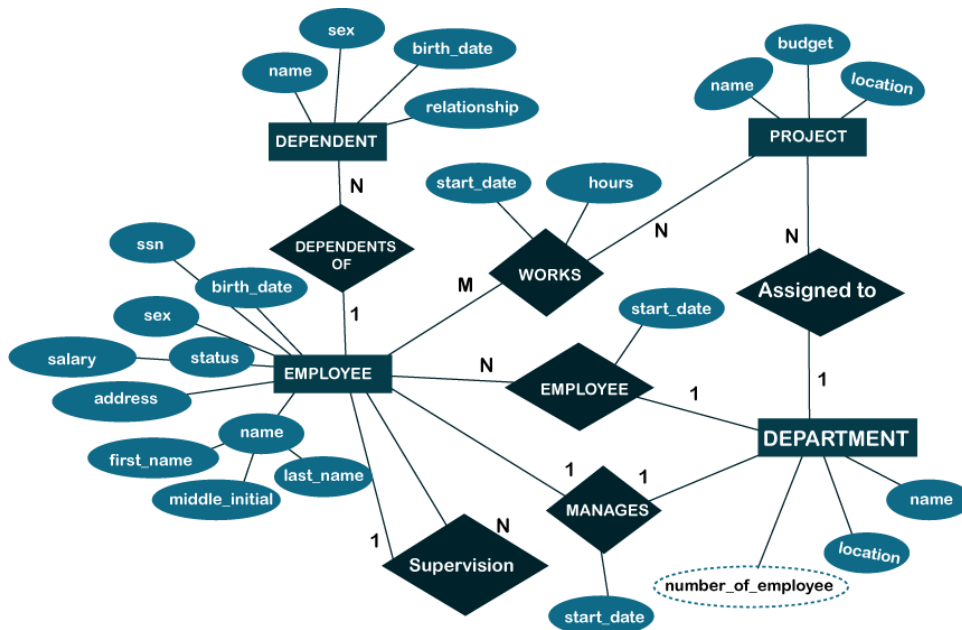 sex
budget
birth_date
name
name
location
relationship
DEPENDENT
PROJECT
start_date
hours
N
N
N
ssn
DEPENDENTS
OF
WORKS
M
birth_date
Assigned to
start_date
sex
1
salary
status
EMPLOYEE
N
EMPLOYEE
1
address
1
name
DEPARTMENT
first_name
last_name
1
1
middle_initial
name
MANAGES
N
1
location
Supervision
number_of_employee
start_date